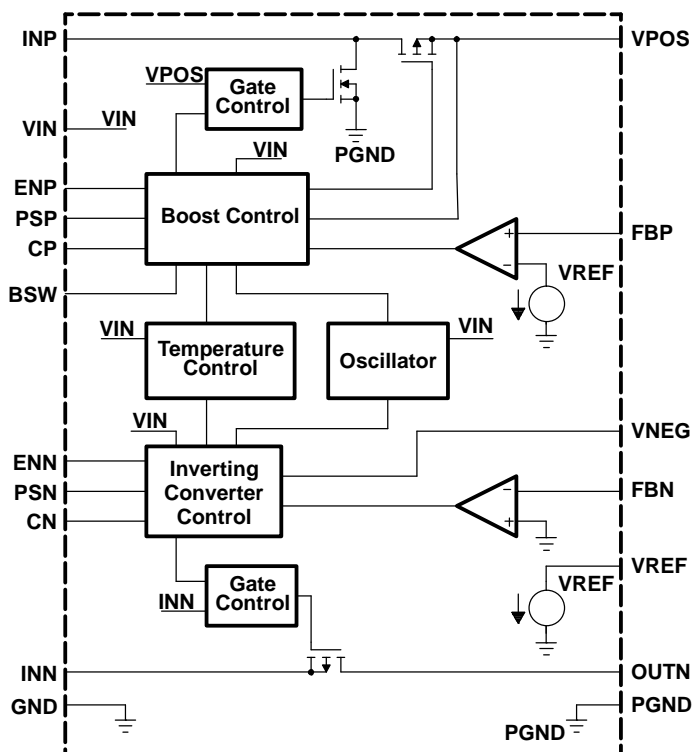 INP
VPOS
VPOS
Gate
Control
VIN
VIN
PGND
VIN
ENP
PSP
CP
BSW
Boost Control
+
−
FBP
VREF
VIN
Temperature
Control
Oscillator
VIN
VIN
VNEG
ENN
PSN
CN
Inverting
Converter
Control
−
+
FBN
INN
Gate
Control
VREF
VREF
INN
OUTN
GND
PGND
PGND